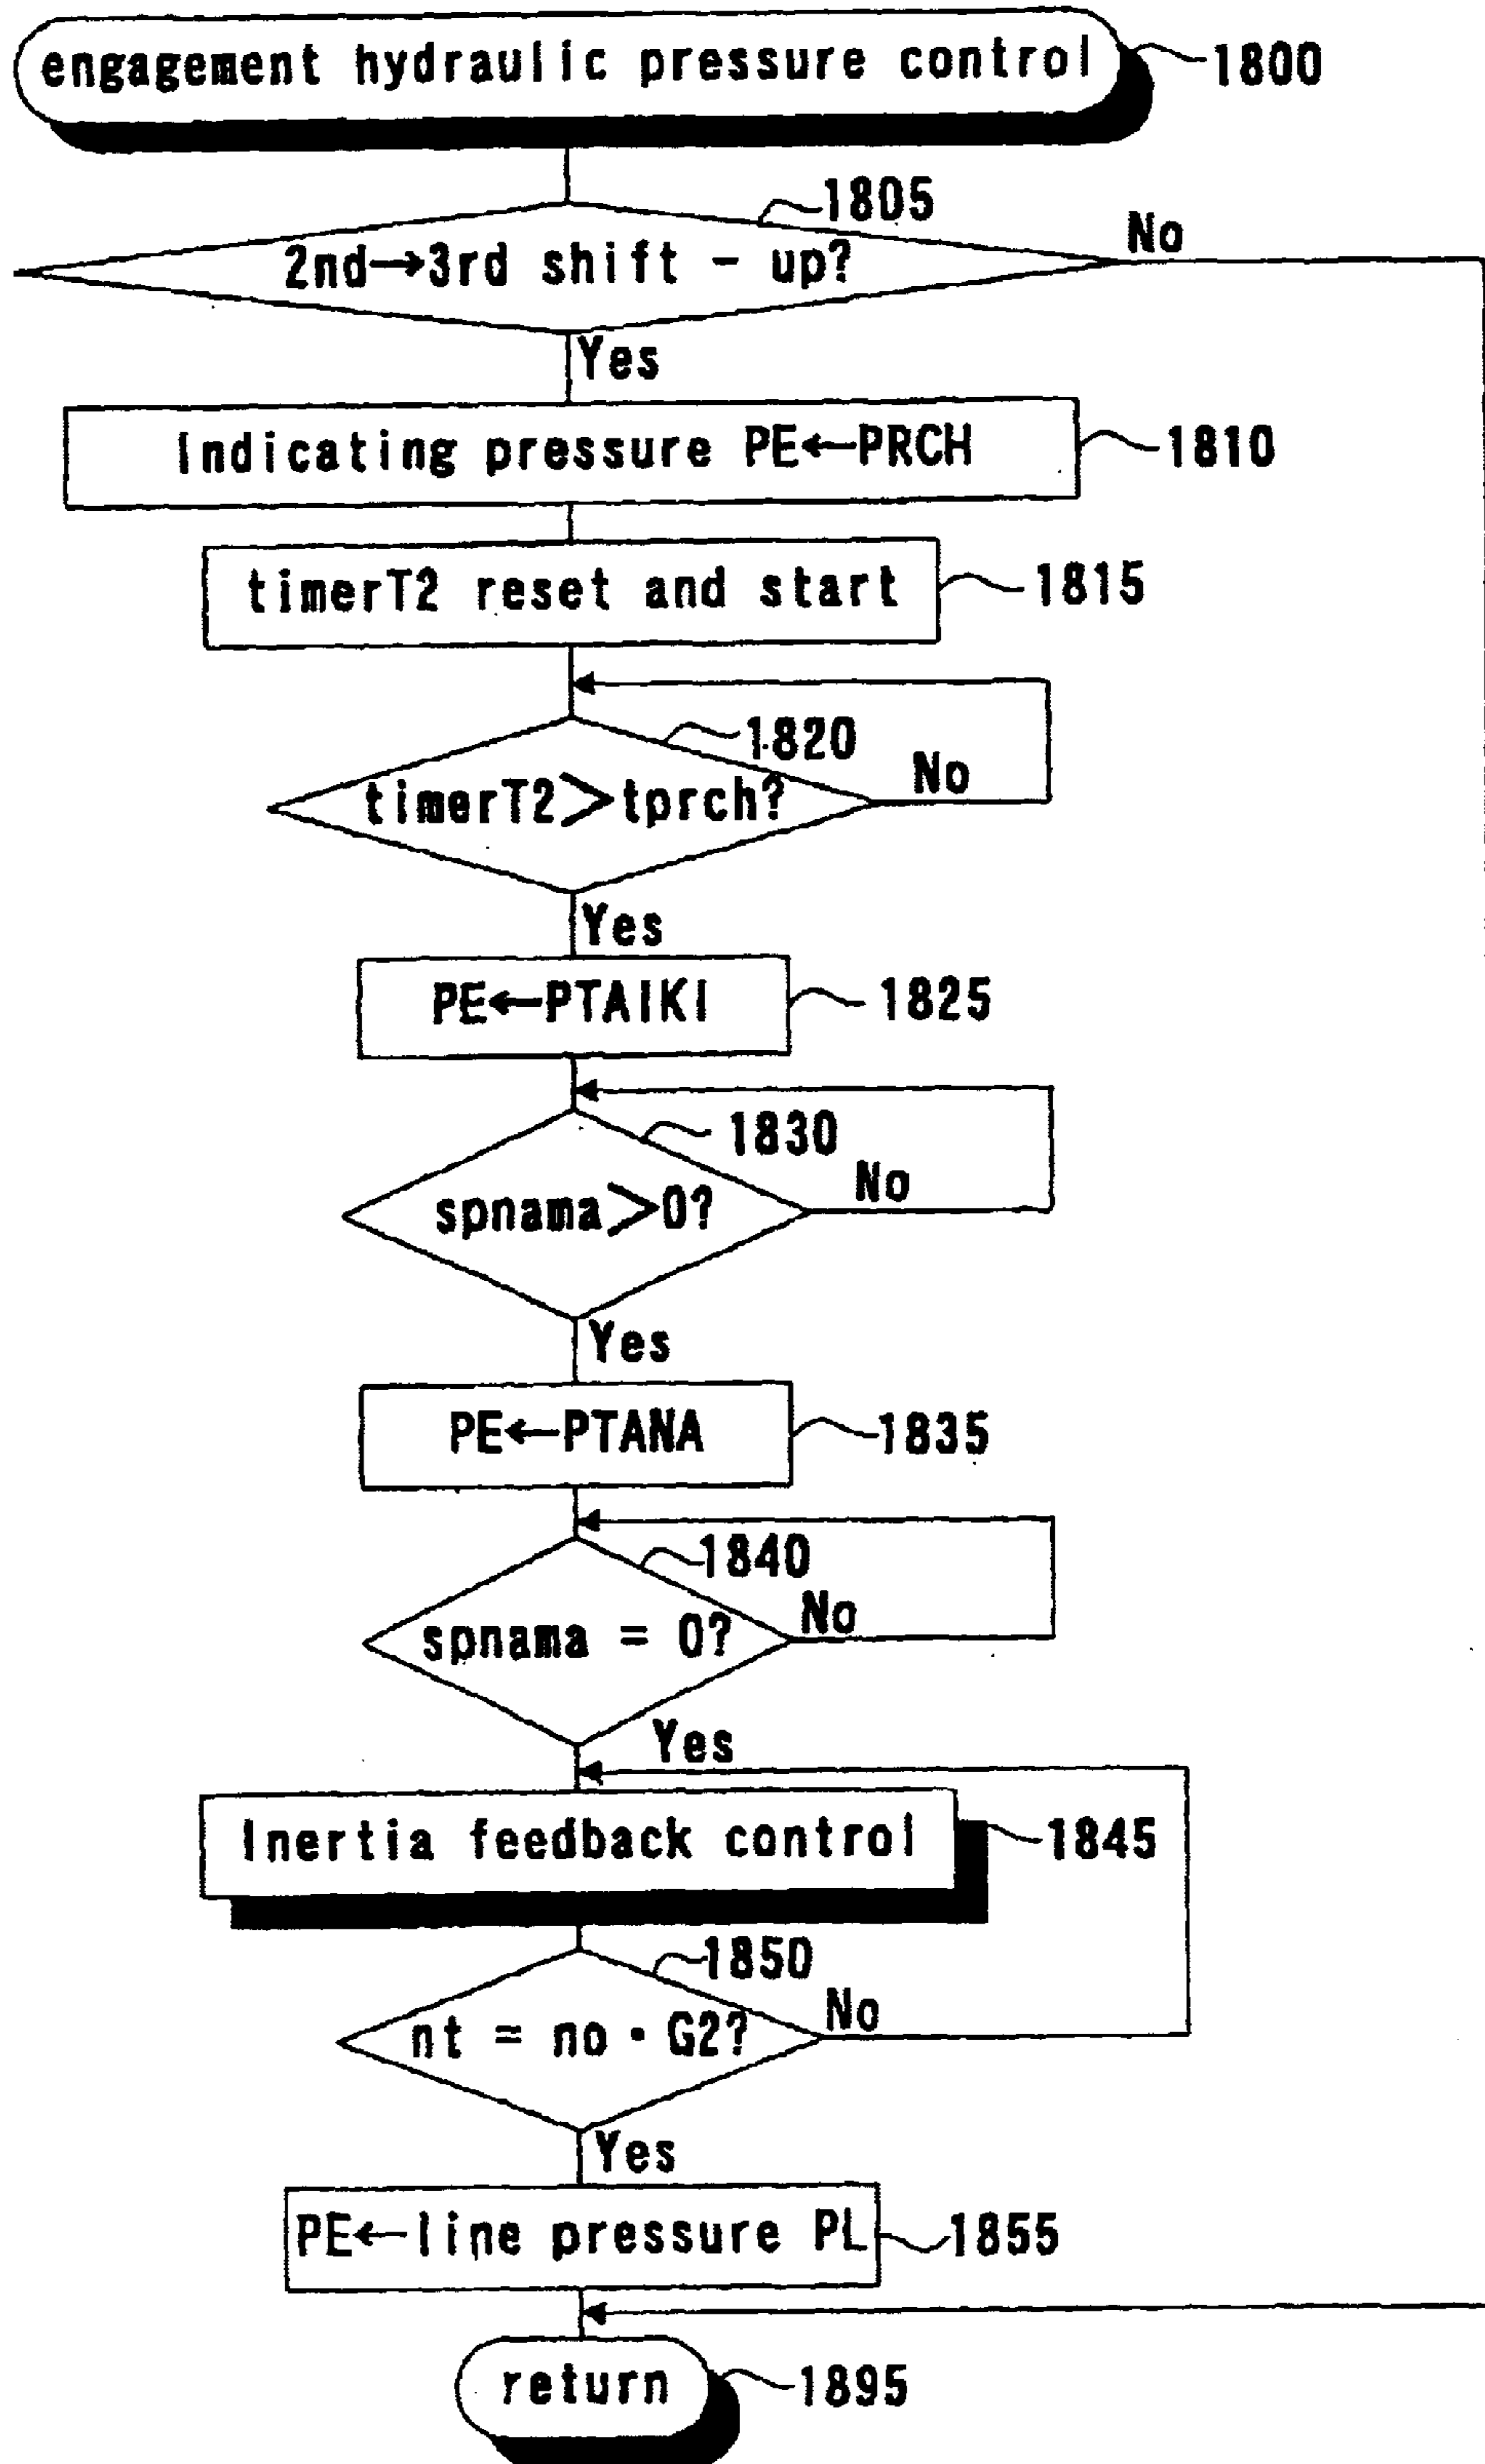 engagement hydraulic pressure control
1800
1805
2nd→3rd shift - up?
No
Yes
Indicating pressure PE←PRCH
1810
timerT2 reset and start
1815
1820
timerT2>tprch?
No
Yes
PE←PTAIKI
1825
1830
spnama>0?
No
Yes
PE←PTANA
1835
1840
spnama = 0?
No
Yes
Inertia feedback control
1845
1850
nt = no・G2?
No
Yes
PE←line pressure PL
1855
return
1895